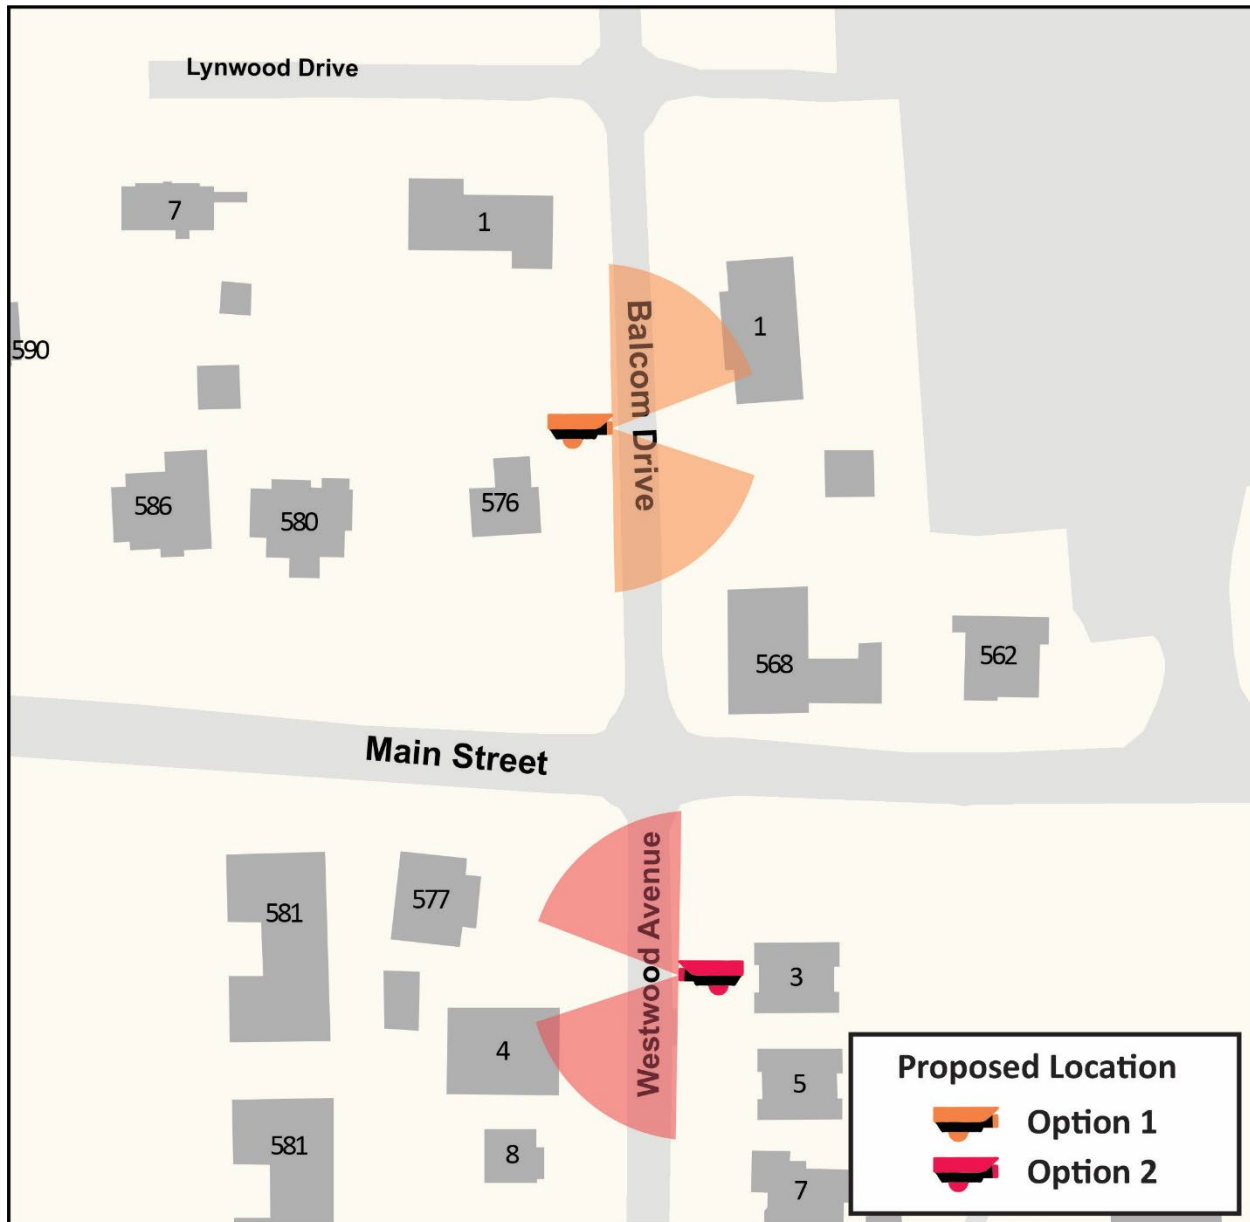 Lynwood Drive
7
1
590
Balcom Drive
1
586
580
576
568
562
Main Street
581
577
Westwood Avenue
3
4
5
581
8
7
Proposed Location
Option 1
Option 2